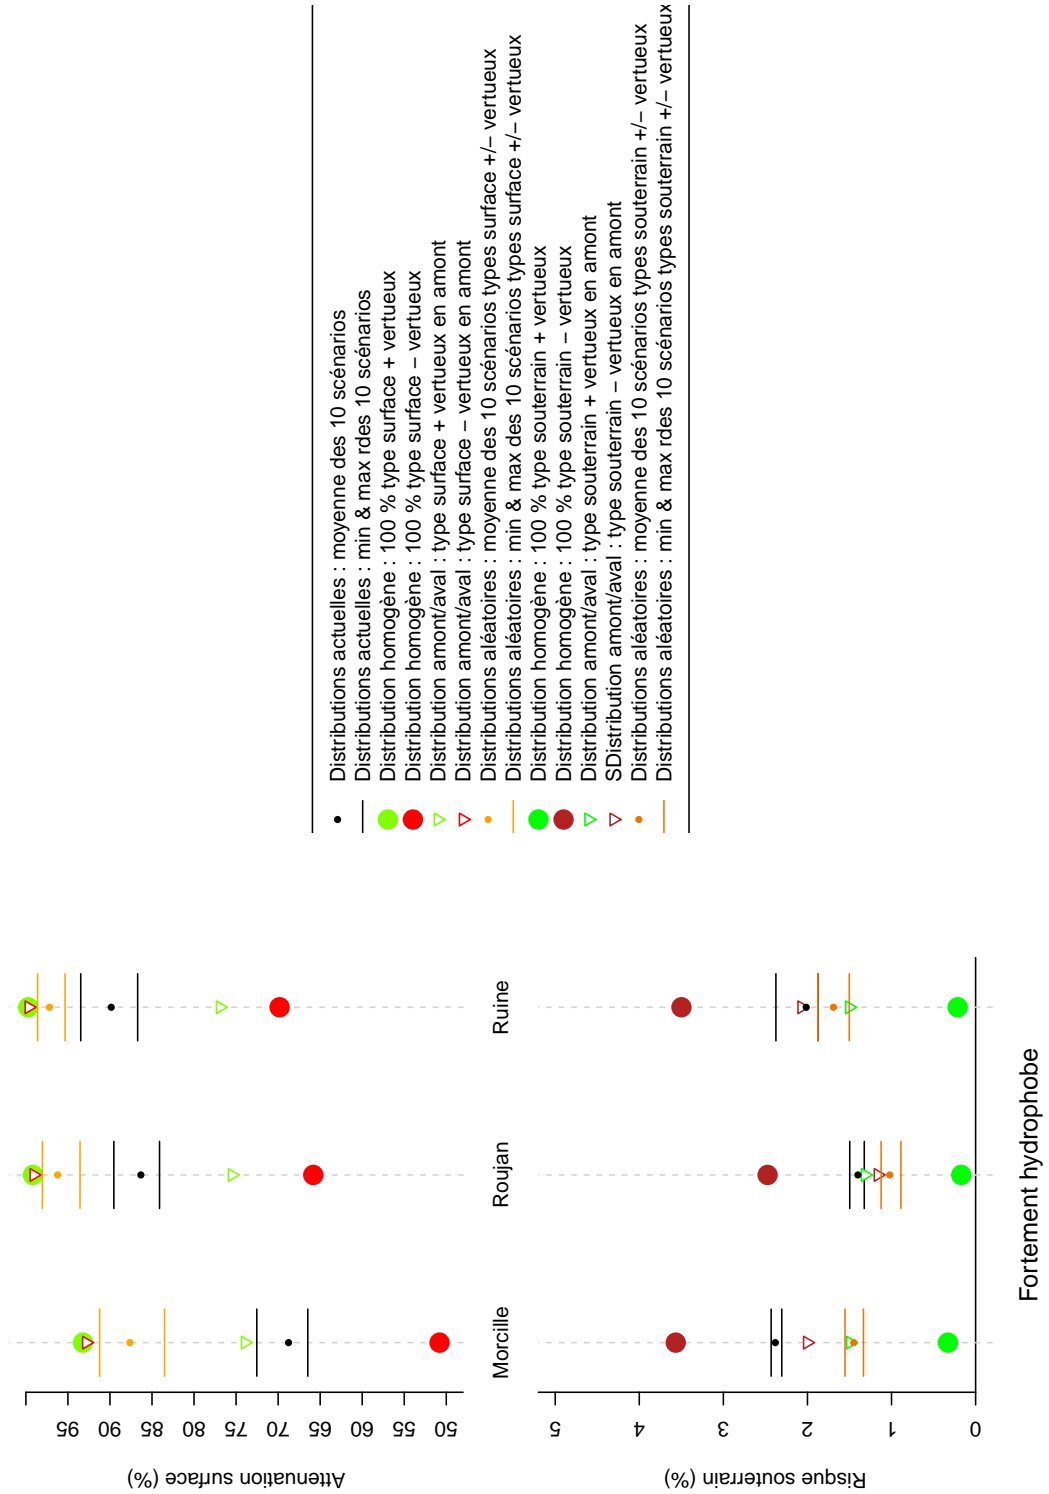 Distributions actuelles : moyenne des 10 scénarios
Distributions actuelles : min & max rdes 10 scénarios
Distribution homogène : 100 % type surface + vertueux
Distribution homogène : 100 % type surface − vertueux
Distribution amont/aval : type surface + vertueux en amont
Distribution amont/aval : type surface − vertueux en amont
Distributions aléatoires : moyenne des 10 scénarios types surface +/− vertueux
Distributions aléatoires : min & max des 10 scénarios types surface +/− vertueux
Distribution homogène : 100 % type souterrain + vertueux
Distribution homogène : 100 % type souterrain − vertueux
Distribution amont/aval : type souterrain + vertueux en amont
SDistribution amont/aval : type souterrain − vertueux en amont
Distributions aléatoires : moyenne des 10 scénarios types souterrain +/− vertueux
Distributions aléatoires : min & max rdes 10 scénarios types souterrain +/− vertueux
Attenuation surface (%)
95
90
85
80
75
70
65
60
55
50
Morcille
Roujan
Ruine
Risque souterrain (%)
5
4
3
2
1
0
Fortement hydrophobe